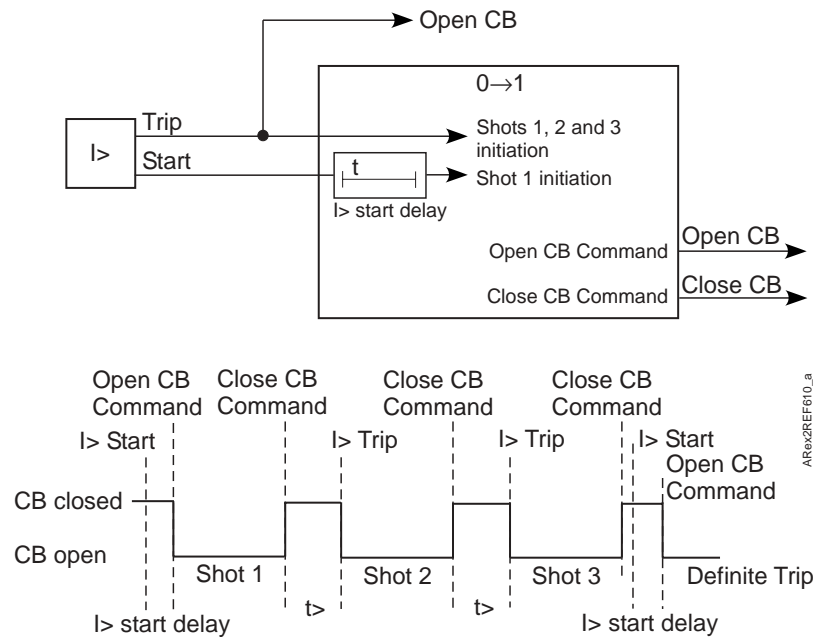 Open CB
0→1
I>
Trip
Start
Shots 1, 2 and 3
initiation
t
Shot 1 initiation
I> start delay
Open CB Command
Open CB
Close CB Command
Close CB
Open CB
Command
Close CB
Command
Close CB
Command
Close CB
Command
I> Start
I> Trip
I> Trip
I> Start
Open CB
Command
CB closed
CB open
Shot 1
Shot 2
Shot 3
Definite Trip
t>
t>
I> start delay
I> start delay
ARex2REF610_a